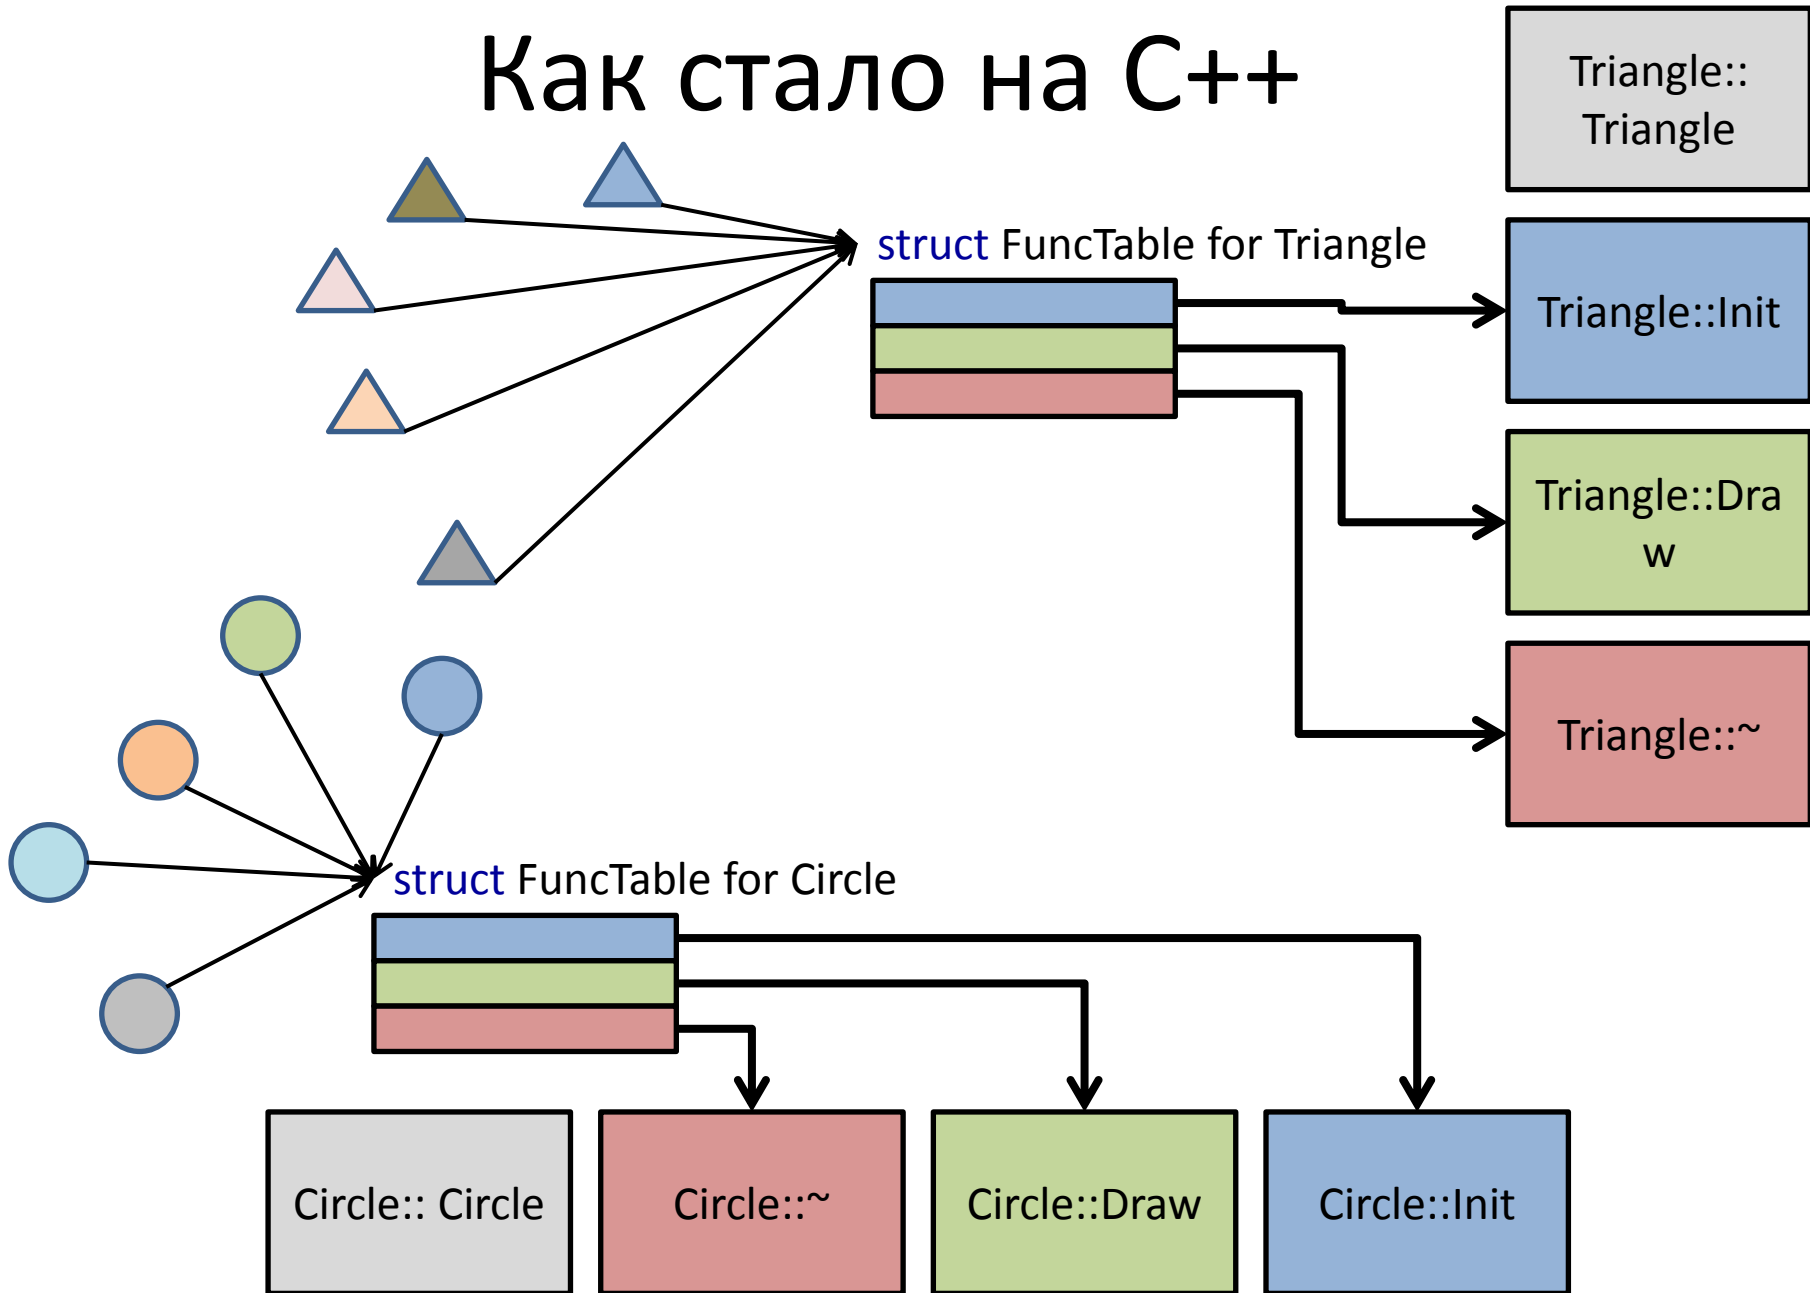 Как стало на C++
Triangle::
Triangle
struct FuncTable for Triangle
Triangle::Init
Triangle::Dra
w
Triangle::~
struct FuncTable for Circle
Circle:: Circle
Circle::~
Circle::Draw
Circle::Init